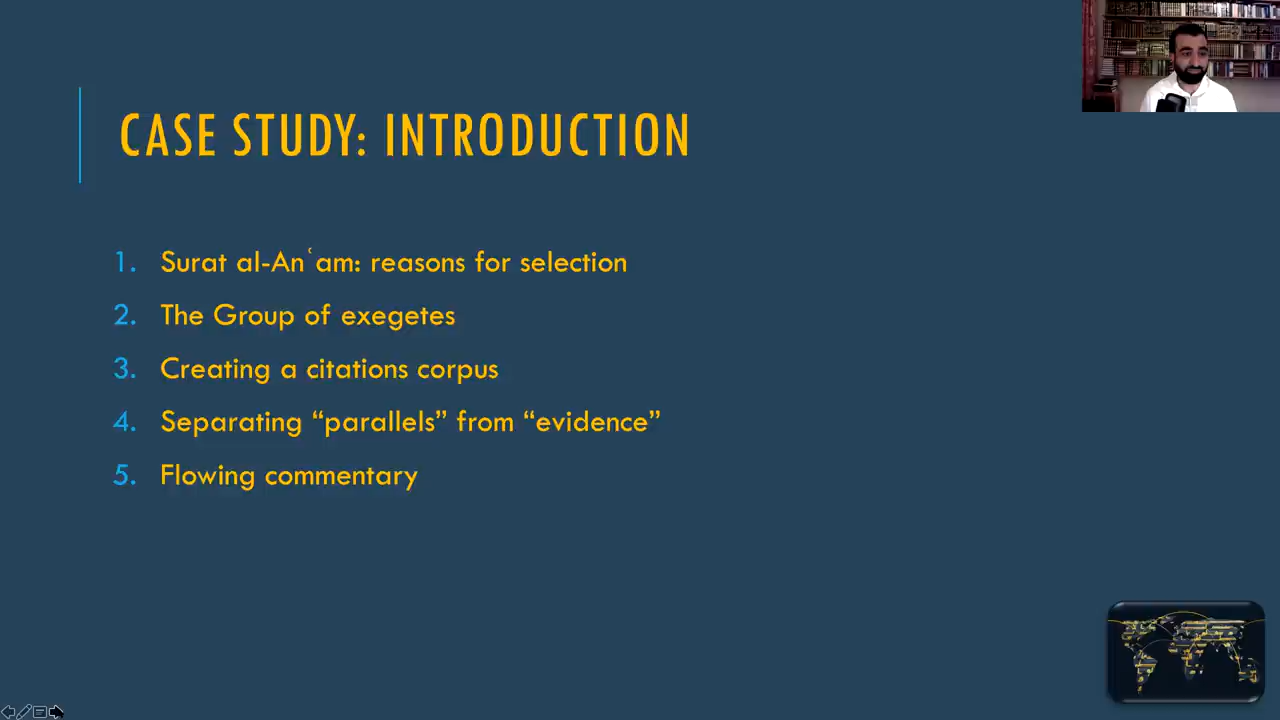 CASE STUDY: INTRODUCTION
1. Surat al-Anʿam: reasons for selection
2. The Group of exegetes
3. Creating a citations corpus
4. Separating “parallels” from “evidence”
5. Flowing commentary